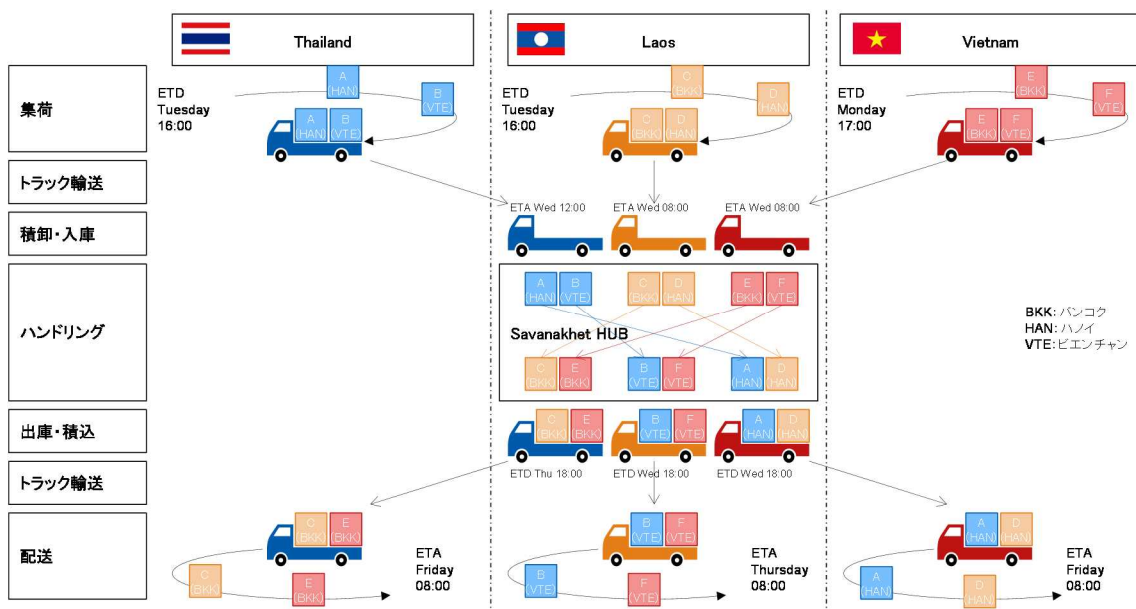 Thailand
Laos
Vietnam
集荷
ETD
Tuesday
16:00
A
(HAN)
B
(VTE)
A
(HAN)
B
(VTE)
ETD
Tuesday
16:00
C
(BKK)
D
(HAN)
C
(BKK)
D
(HAN)
ETD
Monday
17:00
E
(BKK)
F
(VTE)
E
(BKK)
F
(VTE)
トラック輸送
積卸・入庫
ETA Wed 12:00
ETA Wed 08:00
ETA Wed 08:00
ハンドリング
A
(HAN)
B
(VTE)
C
(BKK)
D
(HAN)
E
(BKK)
F
(VTE)
Savanakhet HUB
C
(BKK)
E
(BKK)
B
(VTE)
F
(VTE)
A
(HAN)
D
(HAN)
BKK: バンコク
HAN: ハノイ
VTE: ビエンチャン
出庫・積込
C
(BKK)
E
(BKK)
B
(VTE)
F
(VTE)
A
(HAN)
D
(HAN)
トラック輸送
ETD Thu 18:00
ETD Wed 18:00
ETD Wed 18:00
配送
C
(BKK)
E
(BKK)
C
(BKK)
E
(BKK)
ETA
Friday
08:00
B
(VTE)
F
(VTE)
B
(VTE)
F
(VTE)
ETA
Thursday
08:00
A
(HAN)
D
(HAN)
A
(HAN)
D
(HAN)
ETA
Friday
08:00